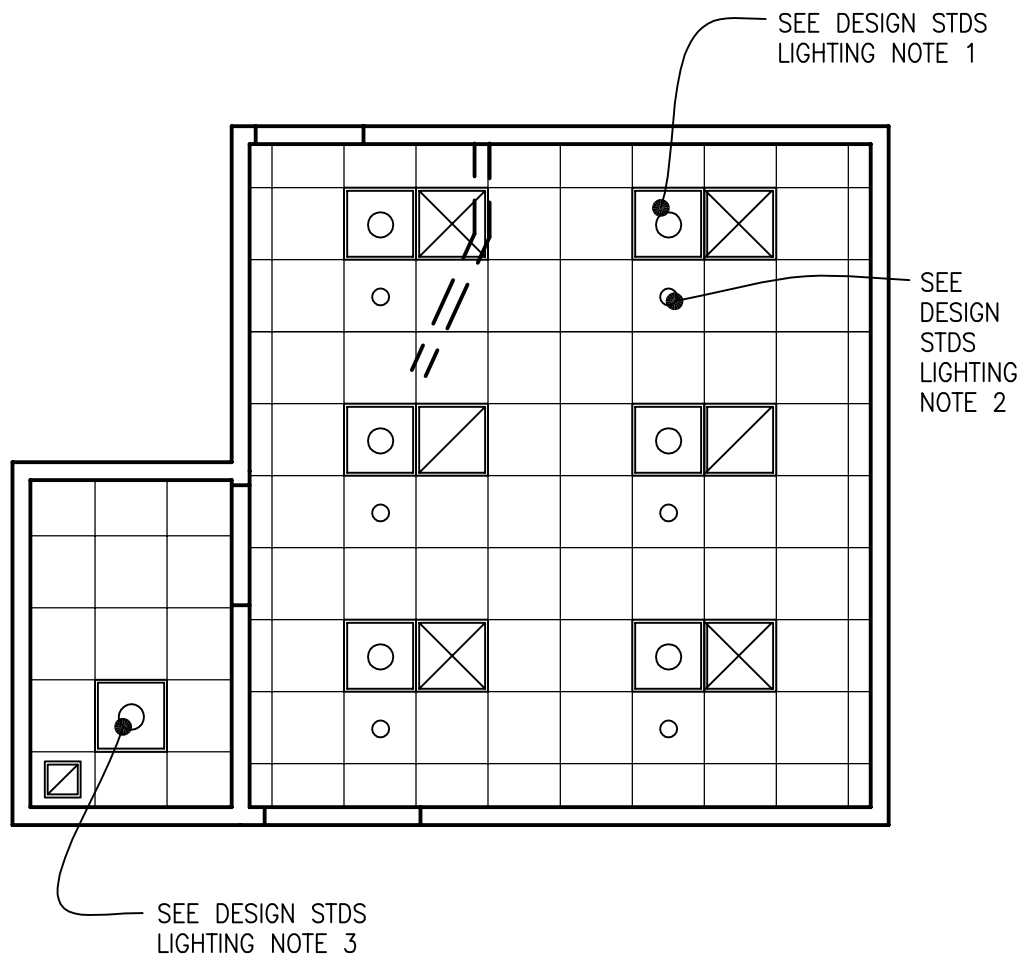 SEE DESIGN STDS
LIGHTING NOTE 1
SEE
DESIGN
STDS
LIGHTING
NOTE 2
SEE DESIGN STDS
LIGHTING NOTE 3